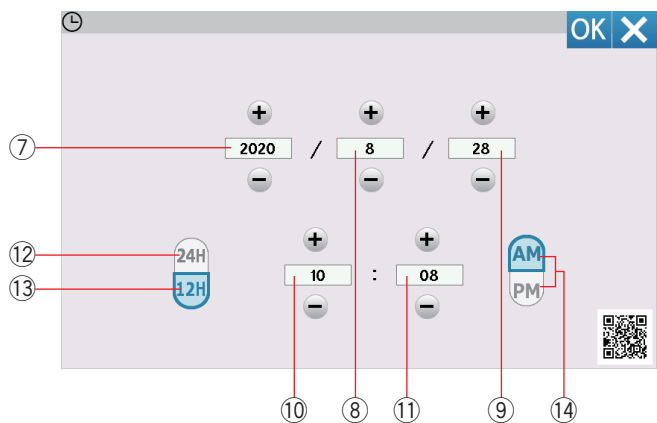 OK
⑦ 2020 / 8 / 28
⑫ 24H
⑬ 12H
10 : 08
AM
PM
⑭
⑩ ⑧ ⑪ ⑨